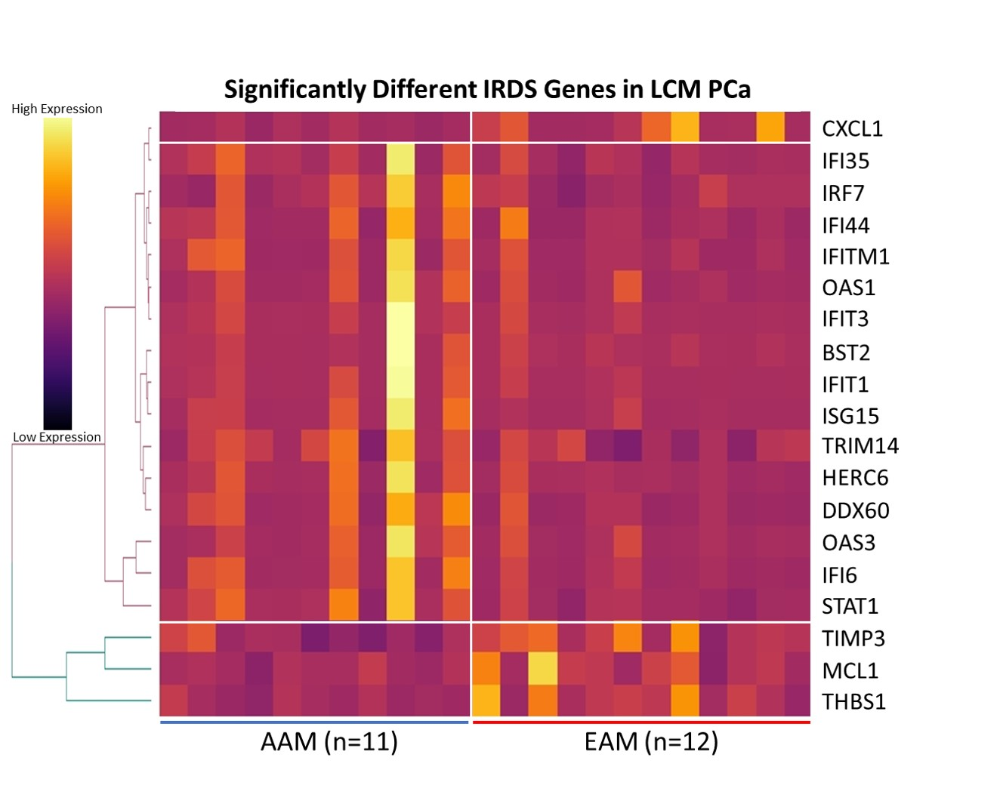 Significantly Different IRDS Genes in LCM PCa
High Expression
Low Expression
CXCL1
IFI35
IRF7
IFI44
IFITM1
OAS1
IFIT3
BST2
IFIT1
ISG15
TRIM14
HERC6
DDX60
OAS3
IFI6
STAT1
TIMP3
MCL1
THBS1
AAM (n=11)
EAM (n=12)